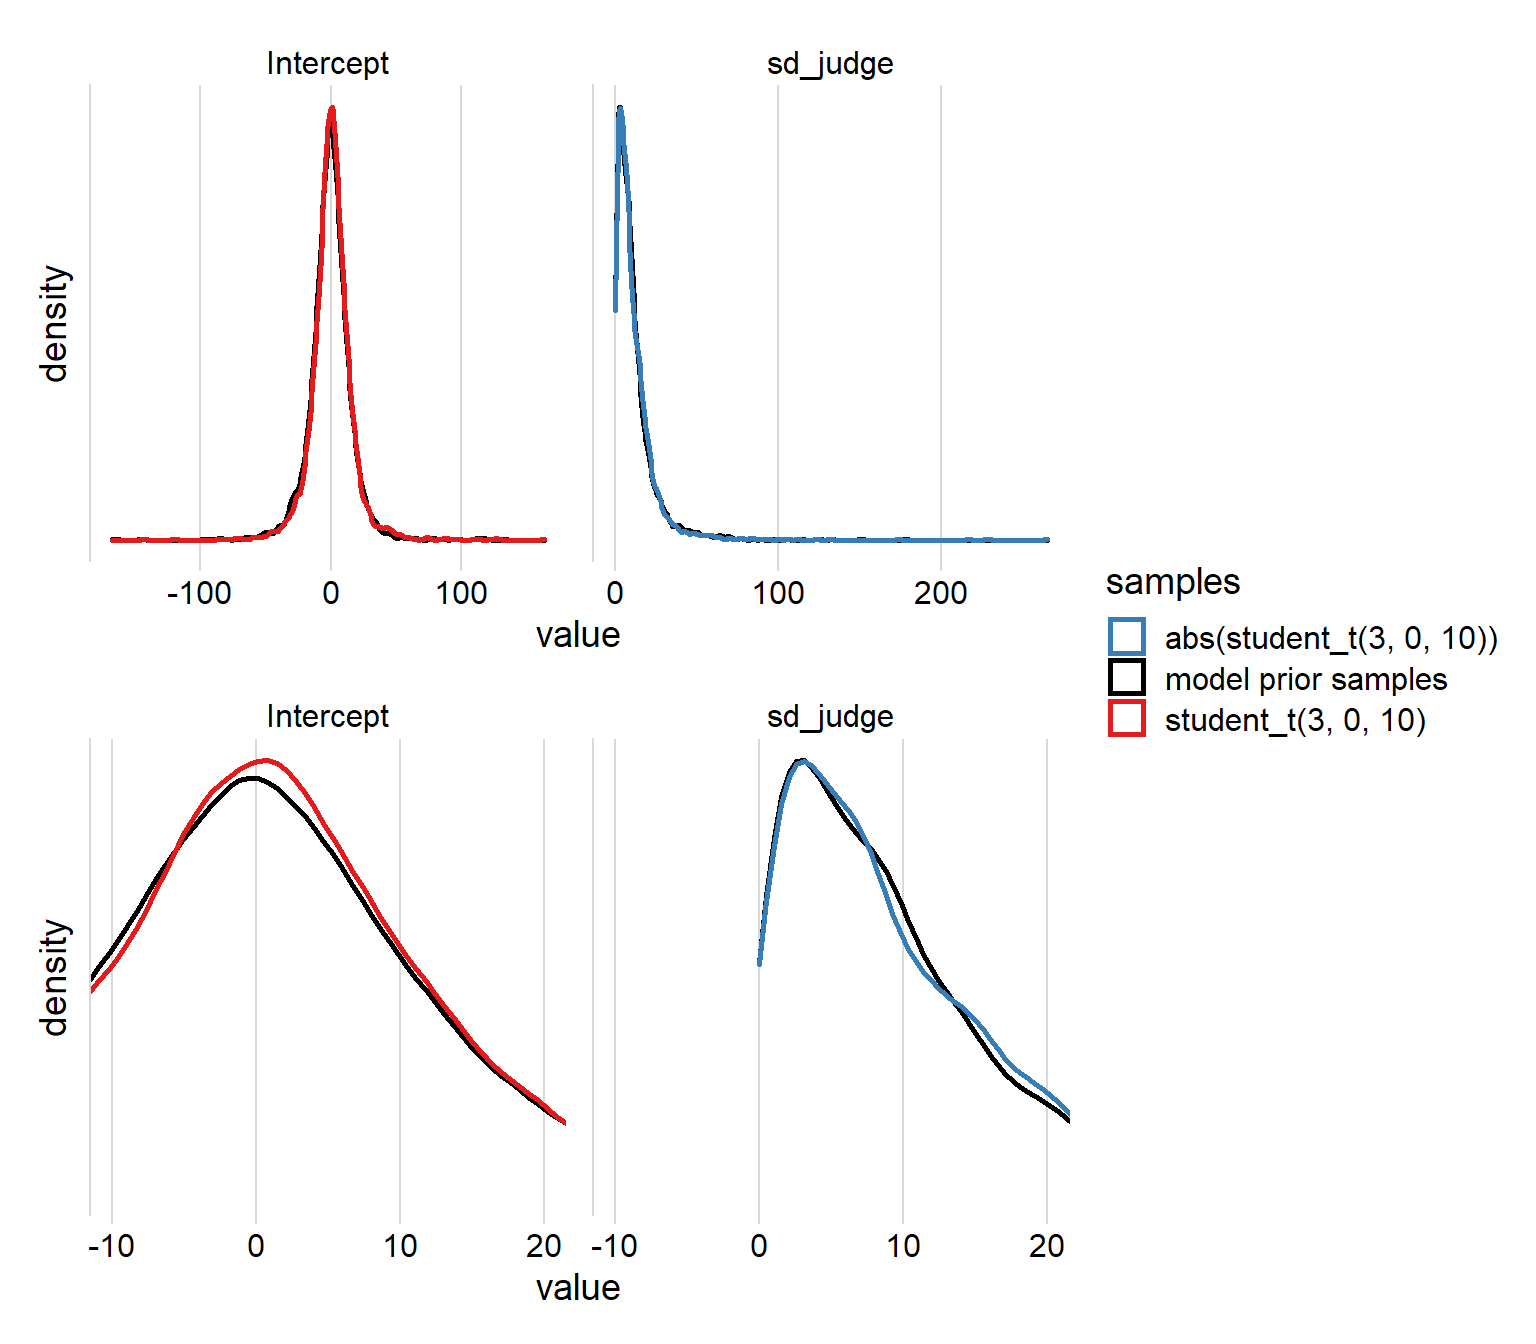 Intercept
sd_judge
density
-100 0 100
0 100 200
value
samples
abs(student_t(3, 0, 10))
model prior samples
student_t(3, 0, 10)
Intercept
sd_judge
density
-10 0 10 20
-10 0 10 20
value